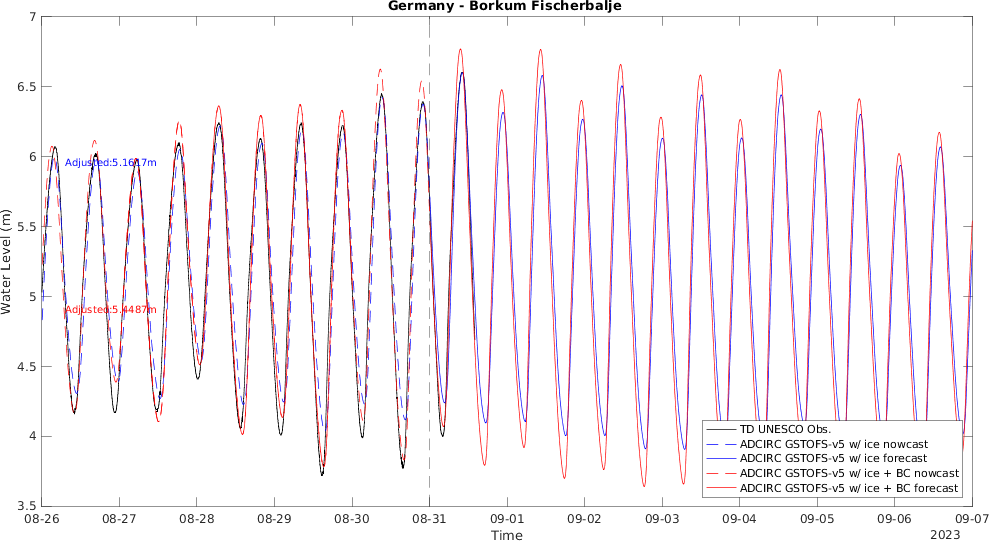 Germany - Borkum Fischerbalje
Water Level (m)
7
6.5
6
5.5
5
4.5
4
3.5
Adjusted:5.1617m
Adjusted:5.4487m
TD UNESCO Obs.
ADCIRC GSTOFS-v5 w/ ice nowcast
ADCIRC GSTOFS-v5 w/ ice forecast
ADCIRC GSTOFS-v5 w/ ice + BC nowcast
ADCIRC GSTOFS-v5 w/ ice + BC forecast
08-26 08-27 08-28 08-29 08-30 08-31 09-01 09-02 09-03 09-04 09-05 09-06 09-07
Time
2023